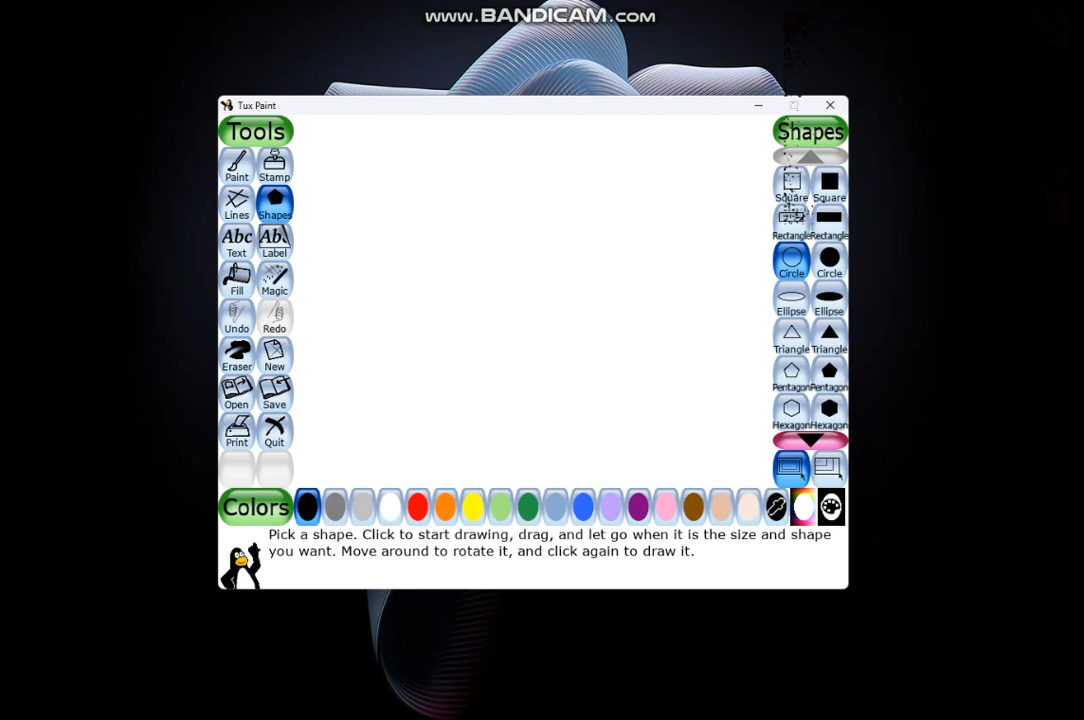 www.BANDICAM.com
Tux Paint
Tools
Shapes
Paint Stamp
Square Square
Lines Shapes
Rectangle Rectangle
Abc Abc
Text Label
Circle Circle
Fill Magic
Ellipse Ellipse
Undo Redo
Triangle Triangle
Eraser New
Pentagon Pentagon
Open Save
Hexagon Hexagon
Print Quit
Colors
Pick a shape. Click to start drawing, drag, and let go when it is the size and shape
you want. Move around to rotate it, and click again to draw it.